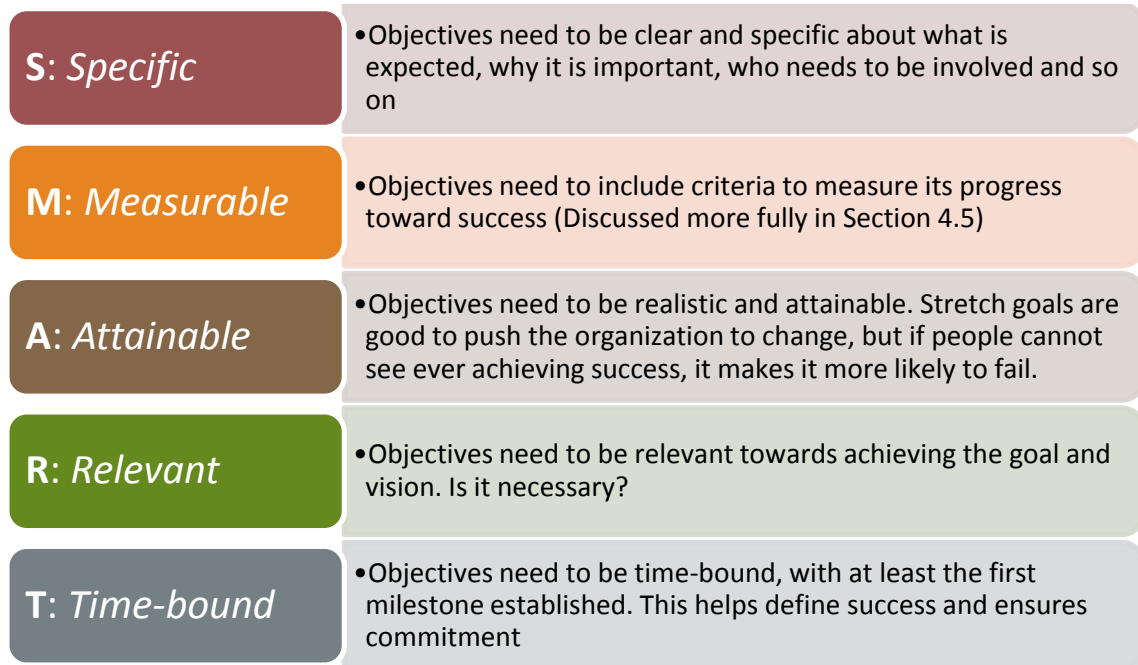 S: Specific
•Objectives need to be clear and specific about what is
expected, why it is important, who needs to be involved and so
on
M: Measurable
•Objectives need to include criteria to measure its progress
toward success (Discussed more fully in Section 4.5)
A: Attainable
•Objectives need to be realistic and attainable. Stretch goals are
good to push the organization to change, but if people cannot
see ever achieving success, it makes it more likely to fail.
R: Relevant
•Objectives need to be relevant towards achieving the goal and
vision. Is it necessary?
T: Time-bound
•Objectives need to be time-bound, with at least the first
milestone established. This helps define success and ensures
commitment